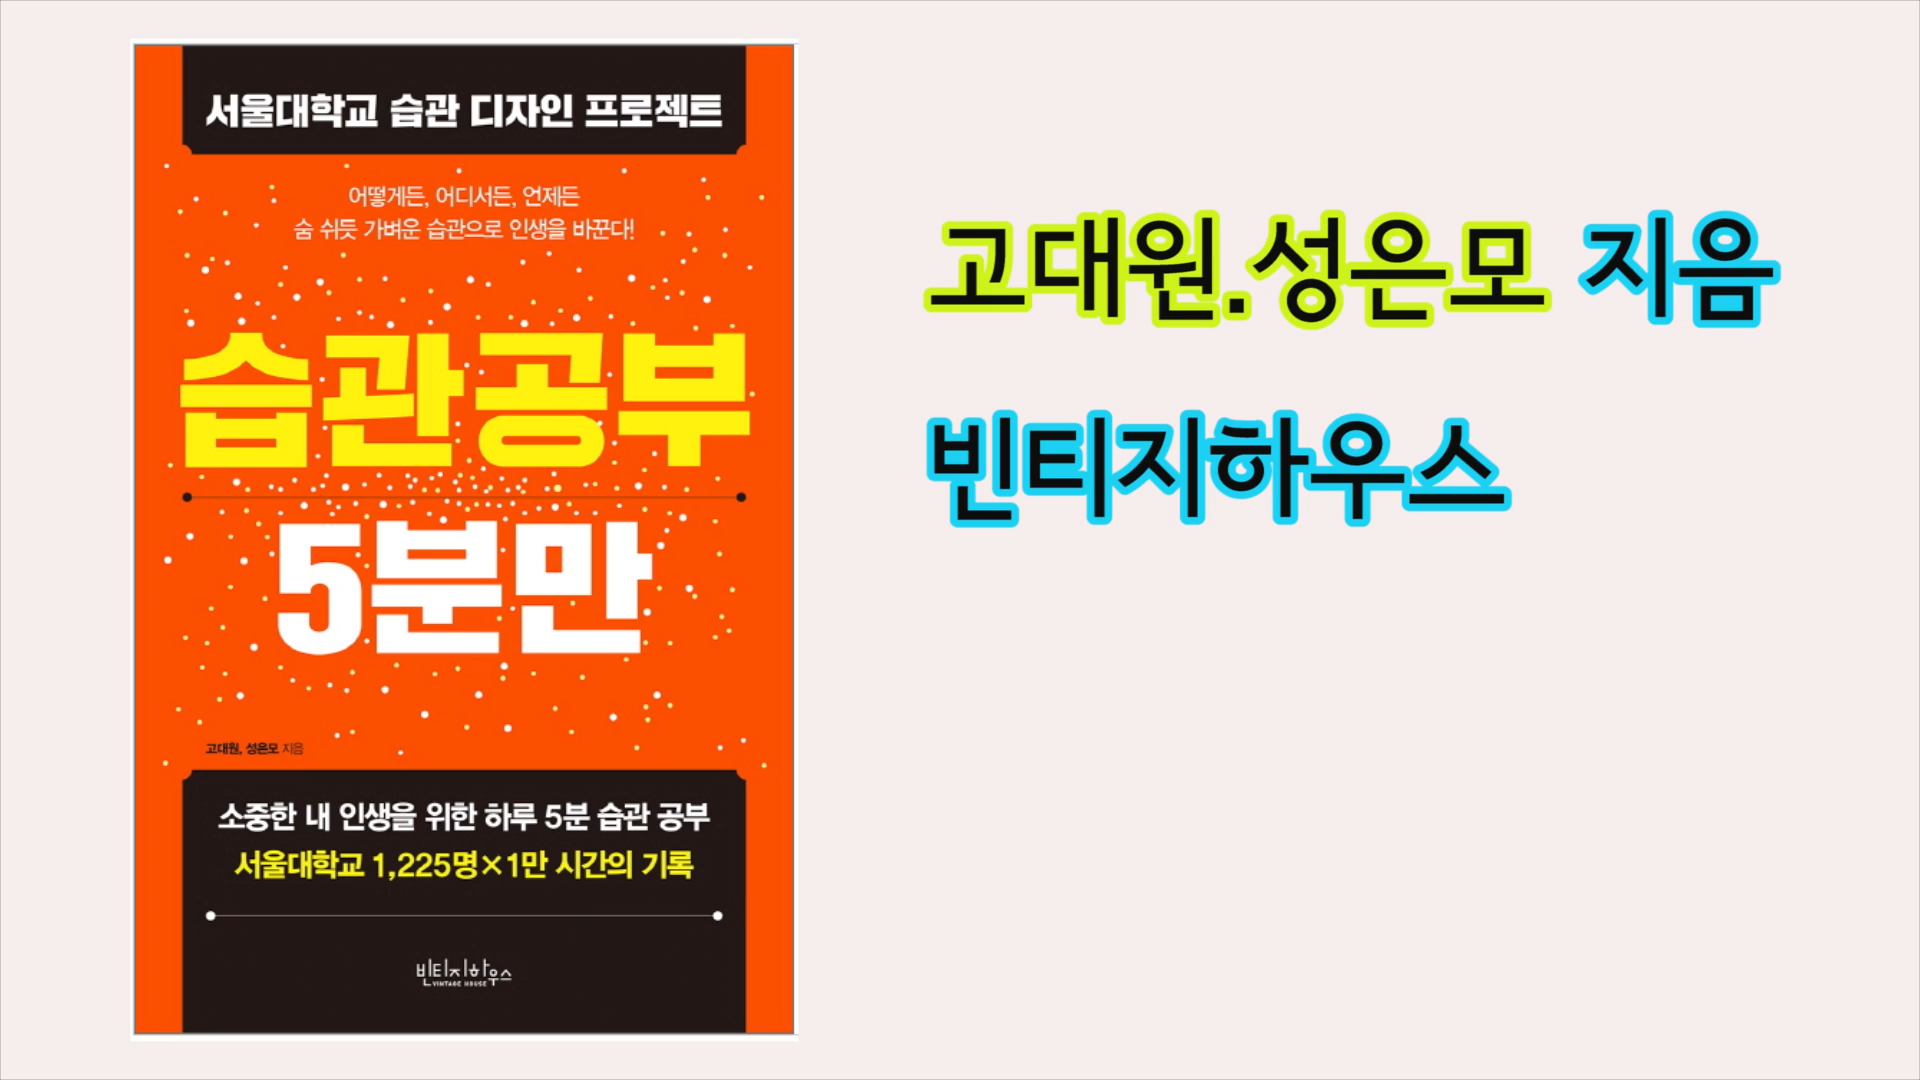 서울대학교 습관 디자인 프로젝트
어떻게든, 어디서든, 언제든
숨 쉬듯 가벼운 습관으로 인생을 바꾼다!
습관공부
5분만
고대원, 성은모 지음
소중한 내 인생을 위한 하루 5분 습관 공부
서울대학교 1,225명×1만 시간의 기록
빈티지하우스
VINTAGE HOUSE
고대원.성은모 지음
빈티지하우스